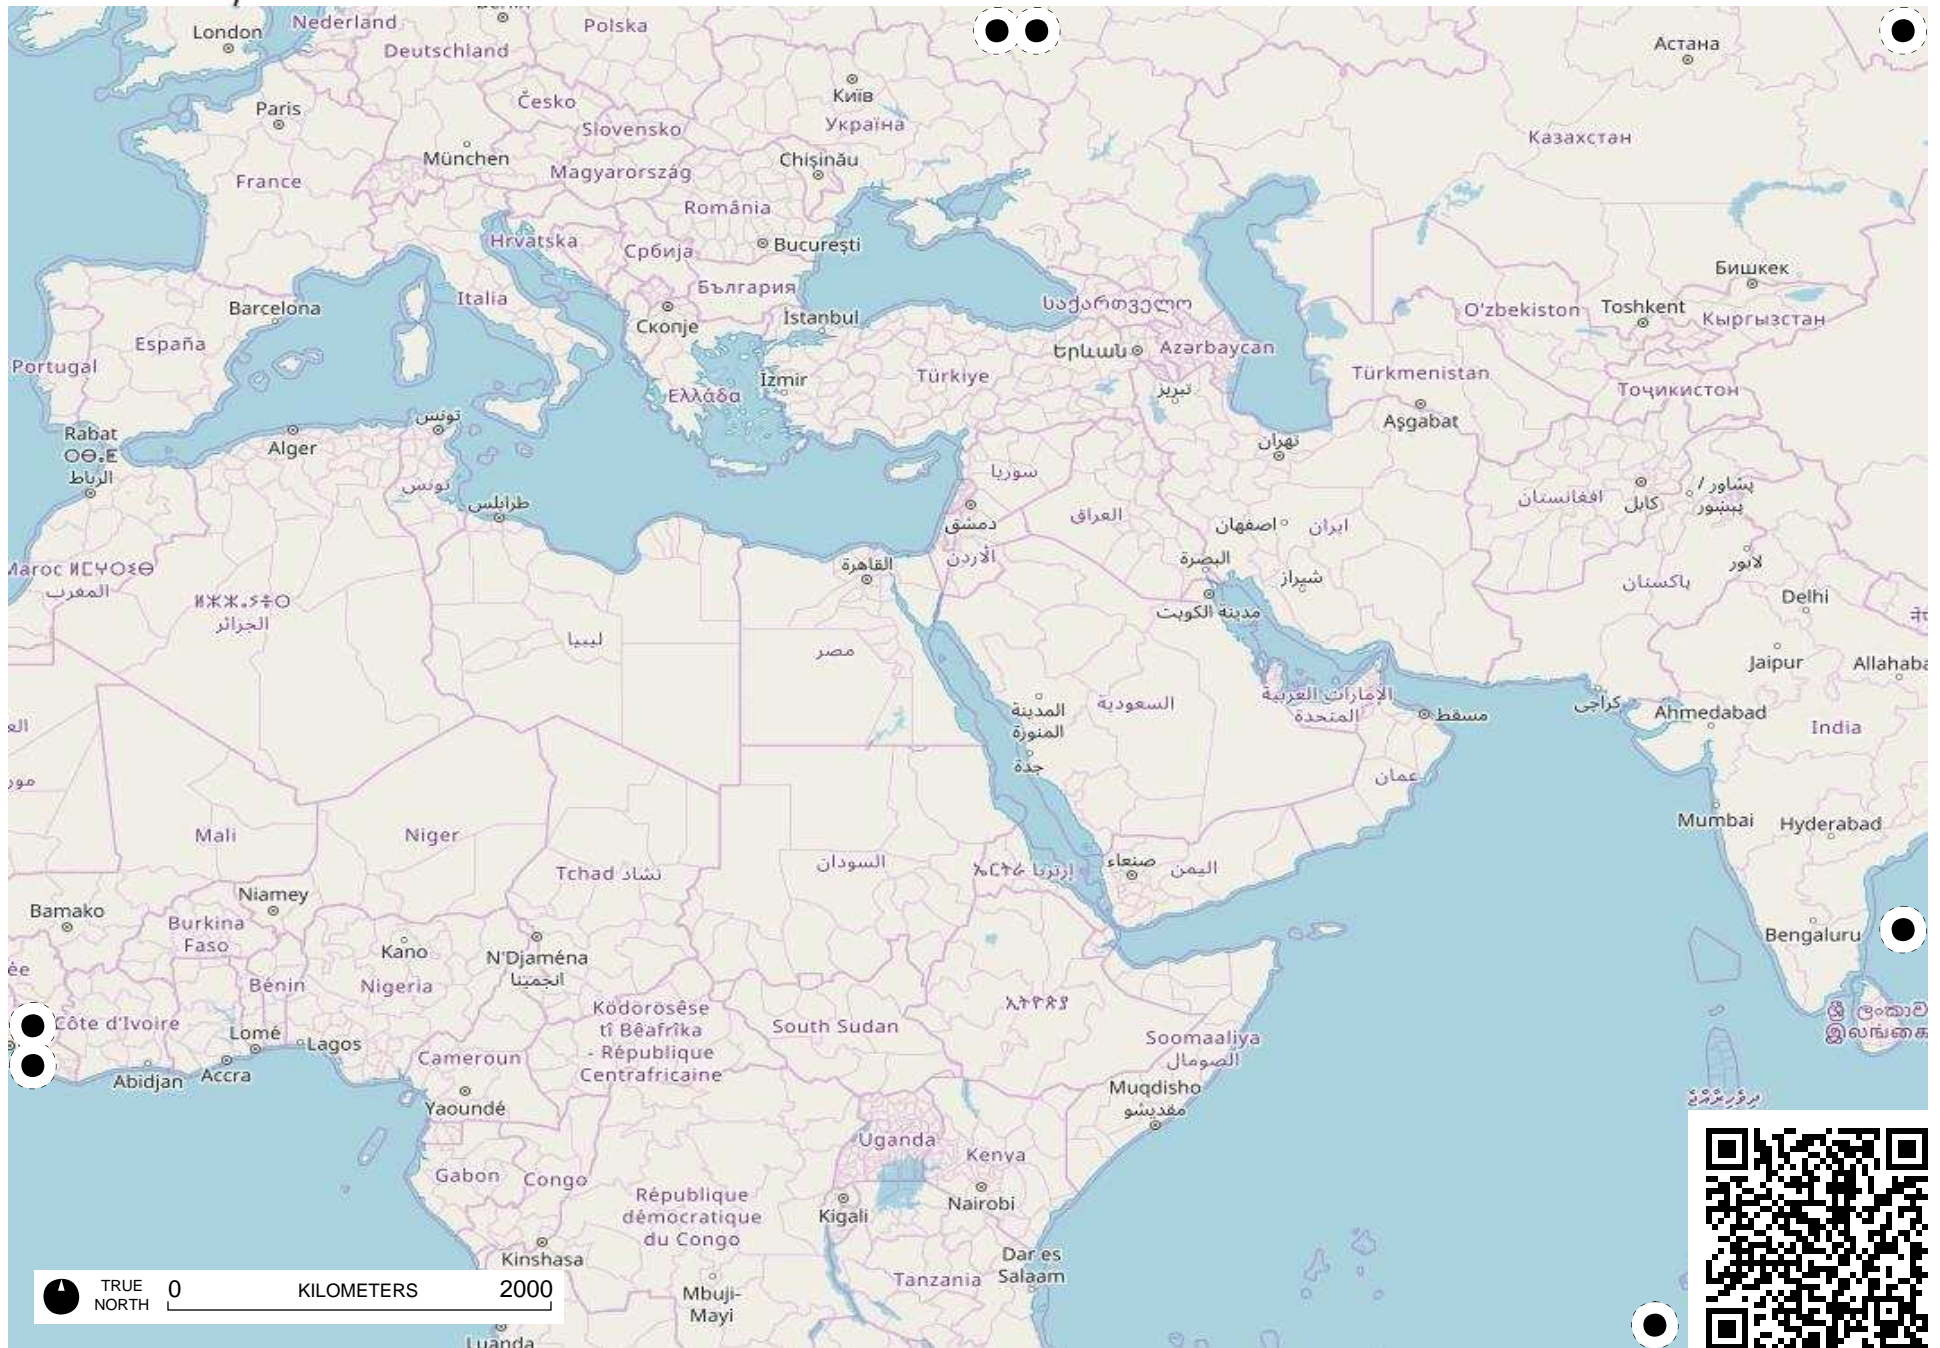 London
Nederland
Polska
Deutschland
Астана
Paris
Česko
Київ
Україна
Slovensko
Казахстан
München
Chișinău
Magyarország
France
România
Hrvatska
Србија
București
Бишкек
България
Italia
Barcelona
საქართველო
O'zbekiston
Toshkent
İstanbul
Скопје
Кыргызстан
España
Երևան
Azərbaycan
Portugal
Türkiye
Türkmenistan
İzmir
Ελλάδα
تبریز
Тоҷикистон
تونس
Aşgabat
Rabat
ⵔⴱⴰⵟ
الرباط
Alger
تهران
سوريا
تونس
طرابلس
دمشق
العراق
اصفهان
ایران
افغانستان
کابل
پشاور /
پېښور
Maroc ⵍⵎⵖⵔⵉⴱ
المغرب
القاهرة
الأردن
البصرة
شیراز
لاہور
پاکستان
Delhi
ⵍⵣⵣⴰⵢⴻⵔ
الجزائر
مدينة الكويت
ليبيا
مصر
Jaipur
المدينة
المنورة
السعودية
الإمارات العربية
المتحدة
مسقط
کراچی
Ahmedabad
India
جدة
عمان
Mali
Niger
Mumbai
Hyderabad
Tchad تشاد
السودان
ኤርትራ إرتريا
صنعاء
اليمن
Niamey
Bamako
Burkina
Faso
Kano
N'Djaména
انجمينا
Bengaluru
Bénin
Nigeria
Ködörösêse
tî Bêafrîka
- République
Centrafricaine
ኢትዮጵያ
Côte d'Ivoire
Lomé
Lagos
South Sudan
Soomaaliya
الصومال
Cameroun
Abidjan
Accra
Muqdisho
مقديشو
Yaoundé
ދިވެހިރާއްޖެ
Uganda
Kenya
Gabon
Congo
République
démocratique
du Congo
Kigali
Nairobi
Kinshasa
Dar es
Salaam
Tanzania
Mbuji-
Mayi
Luanda
TRUE
NORTH
0 KILOMETERS 2000